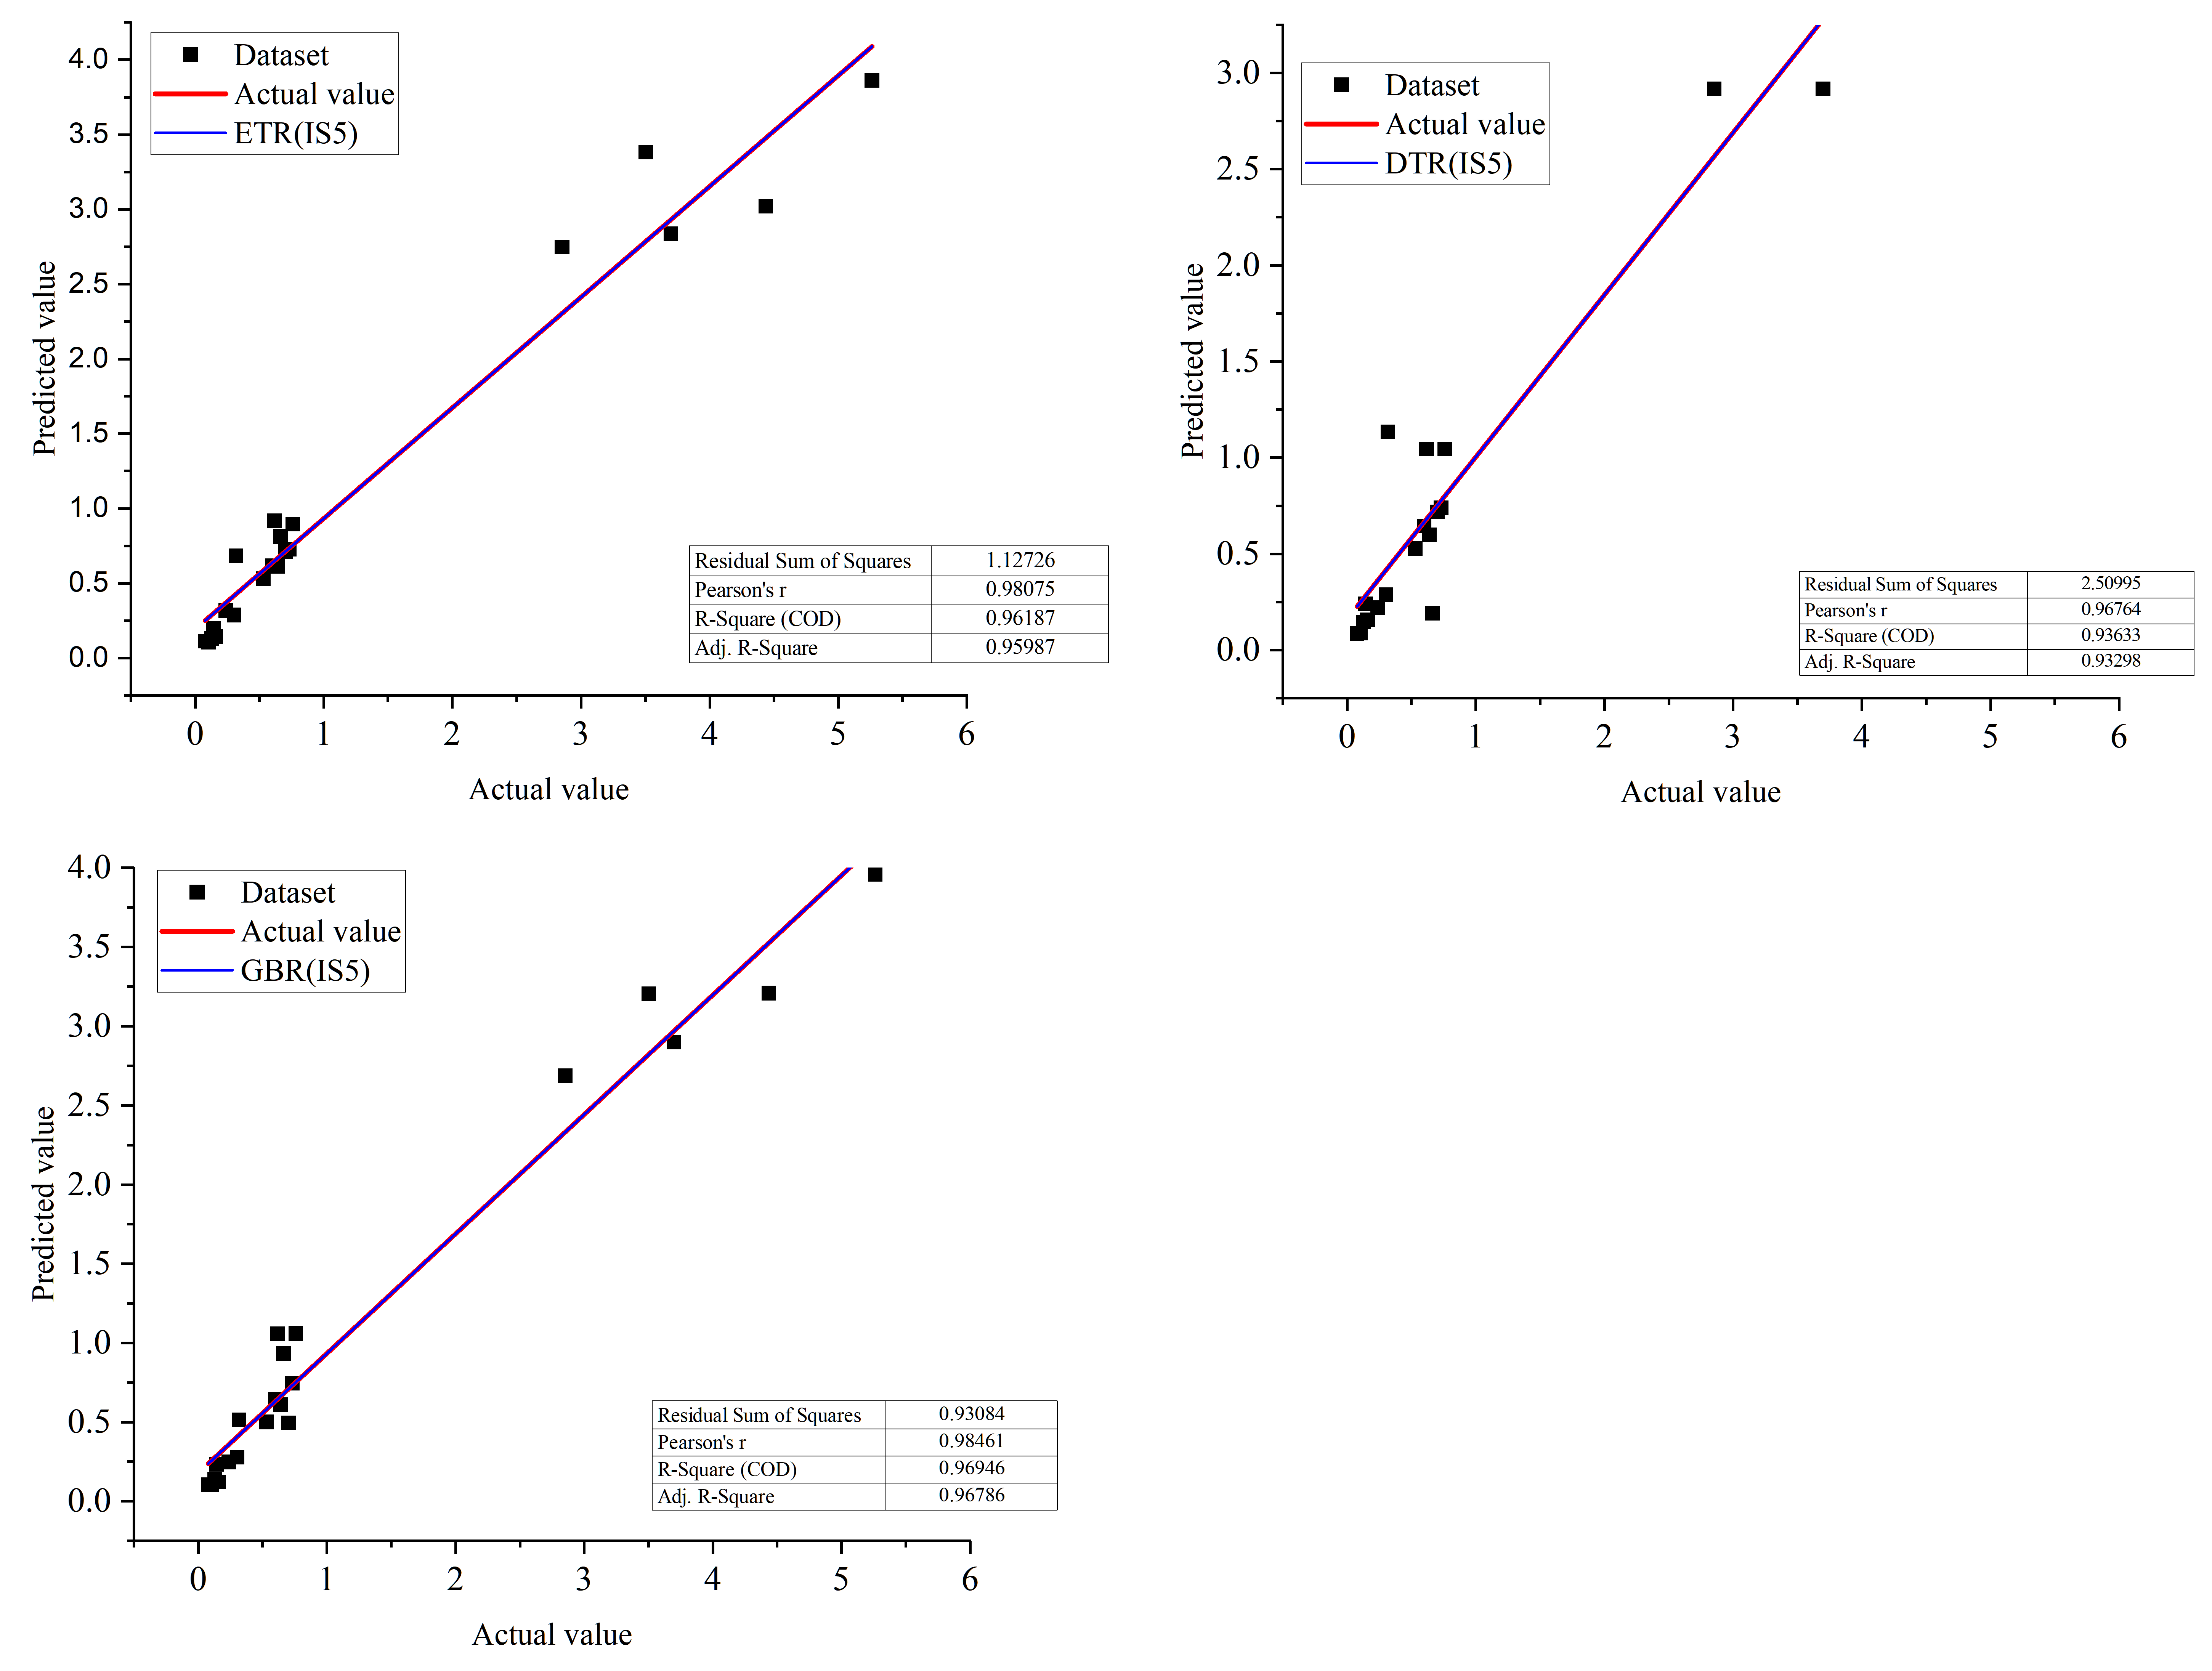 Dataset
Actual value
ETR(IS5)
4.0
3.5
3.0
2.5
2.0
1.5
1.0
0.5
0.0
Predicted value
Residual Sum of Squares 1.12726
Pearson's r 0.98075
R-Square (COD) 0.96187
Adj. R-Square 0.95987
0 1 2 3 4 5 6
Actual value
Dataset
Actual value
DTR(IS5)
3.0
2.5
2.0
1.5
1.0
0.5
0.0
Predicted value
Residual Sum of Squares 2.50995
Pearson's r 0.96764
R-Square (COD) 0.93633
Adj. R-Square 0.93298
0 1 2 3 4 5 6
Actual value
Dataset
Actual value
GBR(IS5)
4.0
3.5
3.0
2.5
2.0
1.5
1.0
0.5
0.0
Predicted value
Residual Sum of Squares 0.93084
Pearson's r 0.98461
R-Square (COD) 0.96946
Adj. R-Square 0.96786
0 1 2 3 4 5 6
Actual value